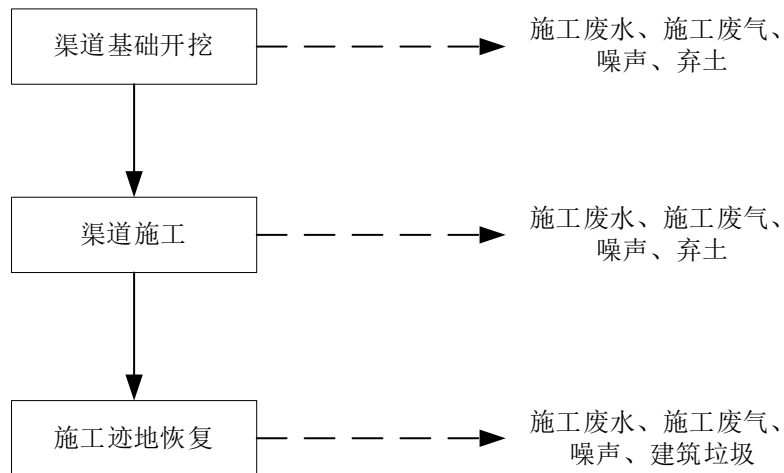 渠道基础开挖
施工废水、施工废气、
噪声、弃土
渠道施工
施工废水、施工废气、
噪声、弃土
施工迹地恢复
施工废水、施工废气、
噪声、建筑垃圾